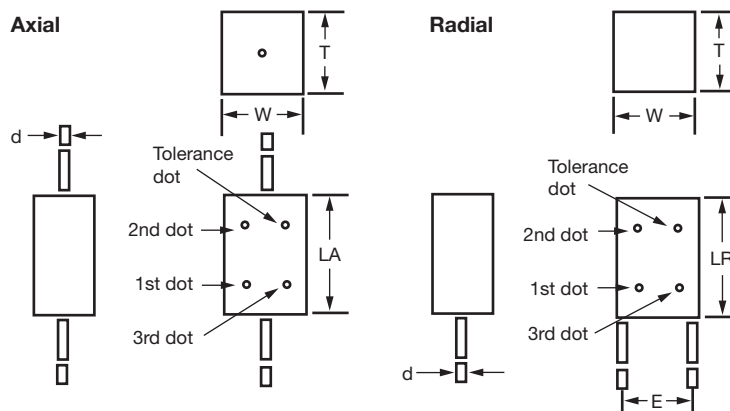 Axial
T
W
d
Tolerance
dot
2nd dot
LA
1st dot
3rd dot
Radial
T
W
Tolerance
dot
2nd dot
LR
1st dot
3rd dot
d
E